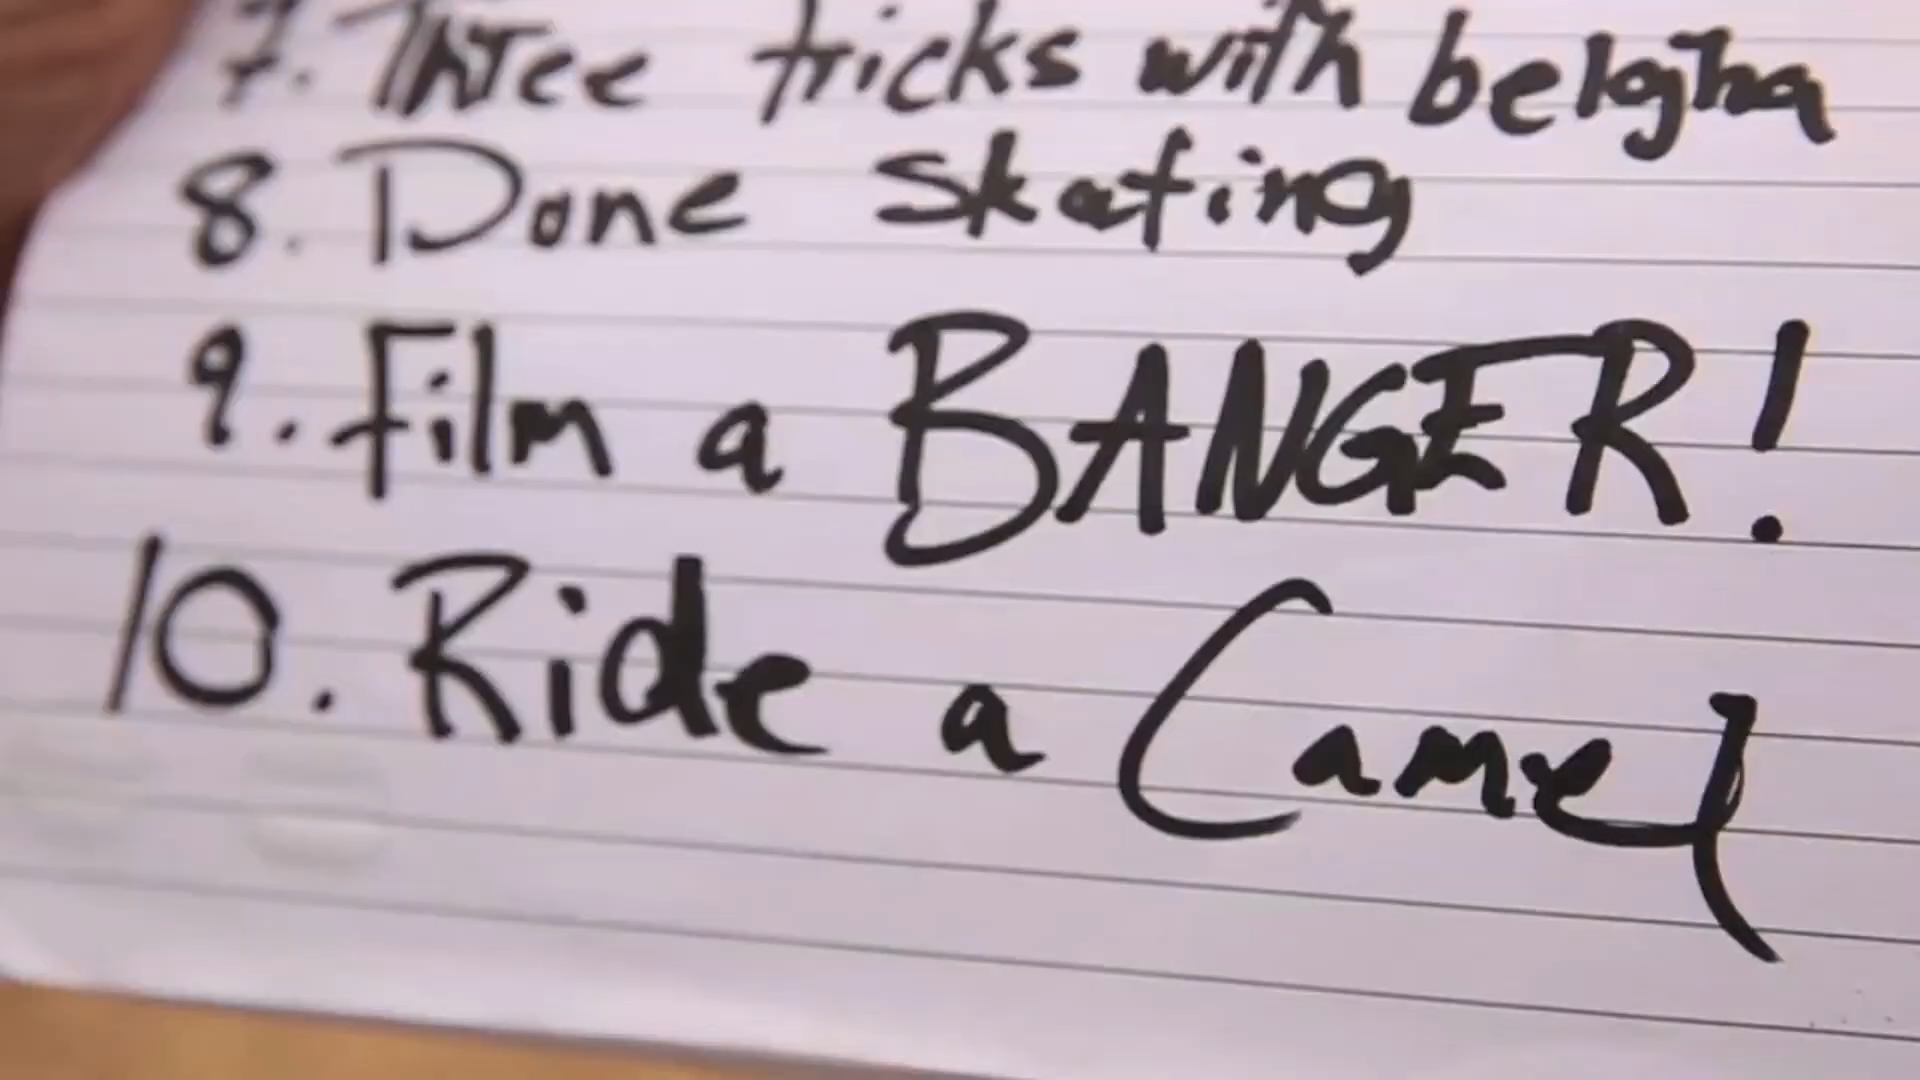 7. Three tricks with belgha
8. Done skating
9. Film a BANGER!
10. Ride a Camel